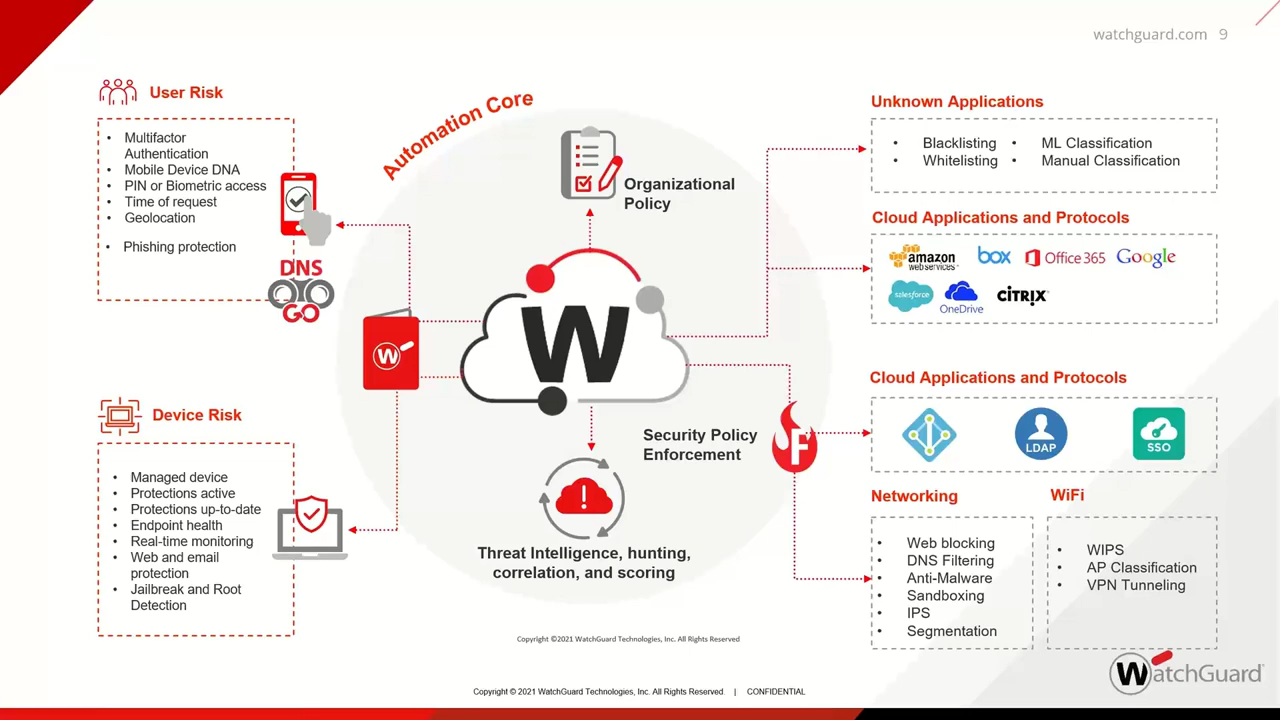 watchguard.com 9
User Risk
• Multifactor
Authentication
• Mobile Device DNA
• PIN or Biometric access
• Time of request
• Geolocation
• Phishing protection
DNS
GO
Device Risk
• Managed device
• Protections active
• Protections up-to-date
• Endpoint health
• Real-time monitoring
• Web and email
protection
• Jailbreak and Root
Detection
Automation Core
Organizational
Policy
W
W
Security Policy
Enforcement
F
Threat Intelligence, hunting,
correlation, and scoring
Unknown Applications
• Blacklisting • ML Classification
• Whitelisting • Manual Classification
Cloud Applications and Protocols
amazon
web services
box
Office 365
Google
salesforce
OneDrive
CITRIX
Cloud Applications and Protocols
LDAP
SSO
Networking
• Web blocking
• DNS Filtering
• Anti-Malware
• Sandboxing
• IPS
• Segmentation
WiFi
• WIPS
• AP Classification
• VPN Tunneling
Copyright ©2021 WatchGuard Technologies, Inc. All Rights Reserved
WatchGuard
Copyright © 2021 WatchGuard Technologies, Inc. All Rights Reserved. | CONFIDENTIAL